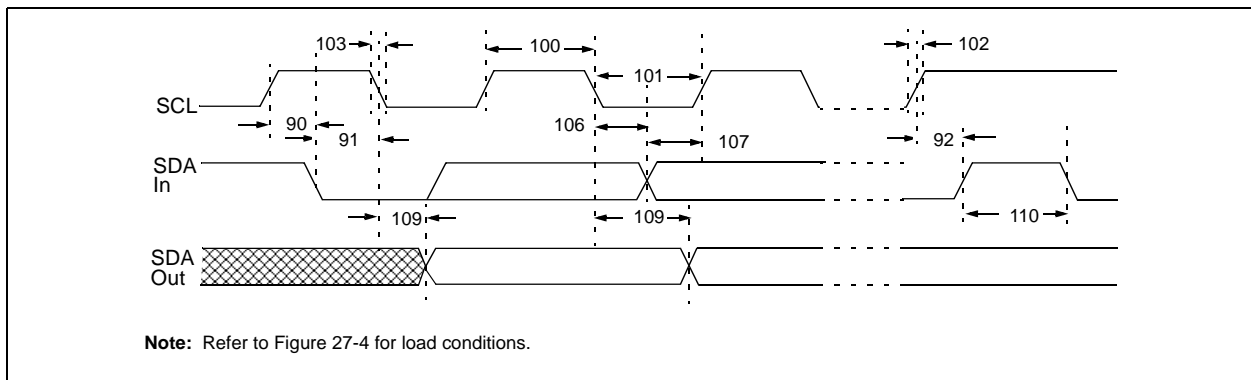 103
100
101
102
SCL
90
91
106
107
92
SDA
In
109
109
110
SDA
Out
Note: Refer to Figure 27-4 for load conditions.